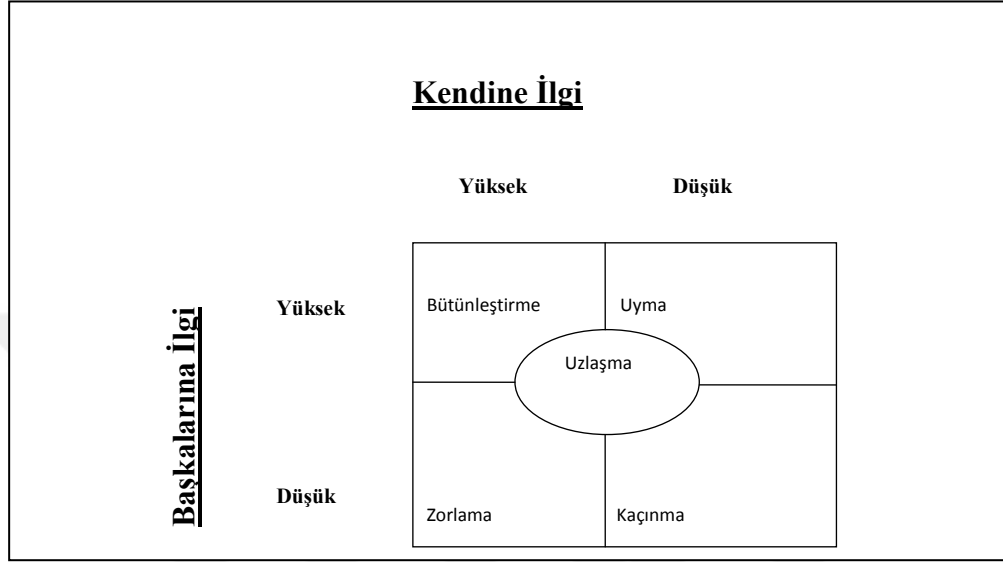 Kendine İlgi
Yüksek Düşük
Başkalarına İlgi
Yüksek
Bütünleştirme Uyma
Uzlaşma
Düşük
Zorlama Kaçınma